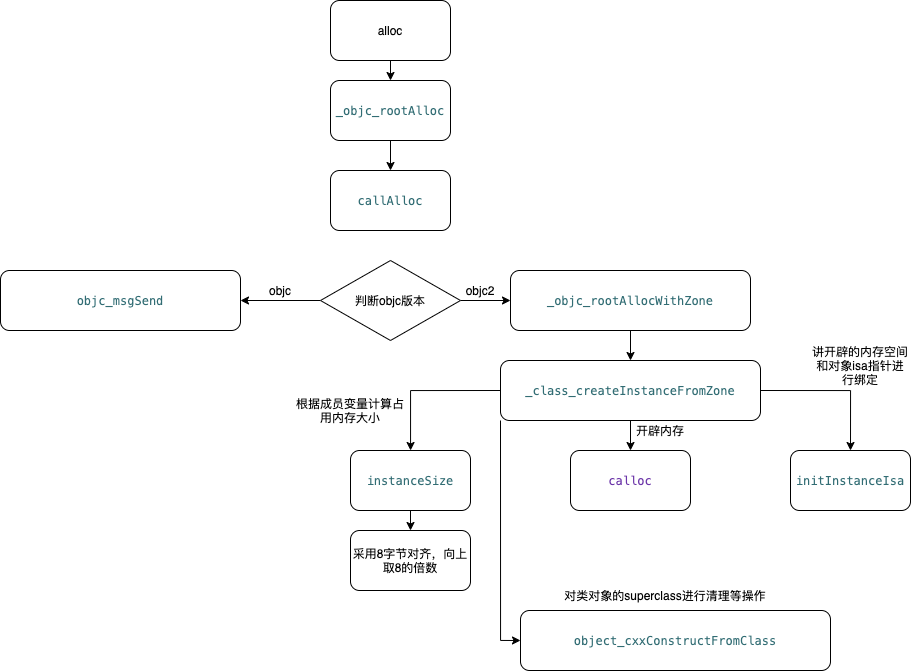 alloc
_objc_rootAlloc
callAlloc
objc_msgSend
objc
判断objc版本
objc2
_objc_rootAllocWithZone
讲开辟的内存空间
和对象isa指针进
行绑定
_class_createInstanceFromZone
根据成员变量计算占
用内存大小
开辟内存
instanceSize
calloc
initInstanceIsa
采用8字节对齐，向上
取8的倍数
对类对象的superclass进行清理等操作
object_cxxConstructFromClass